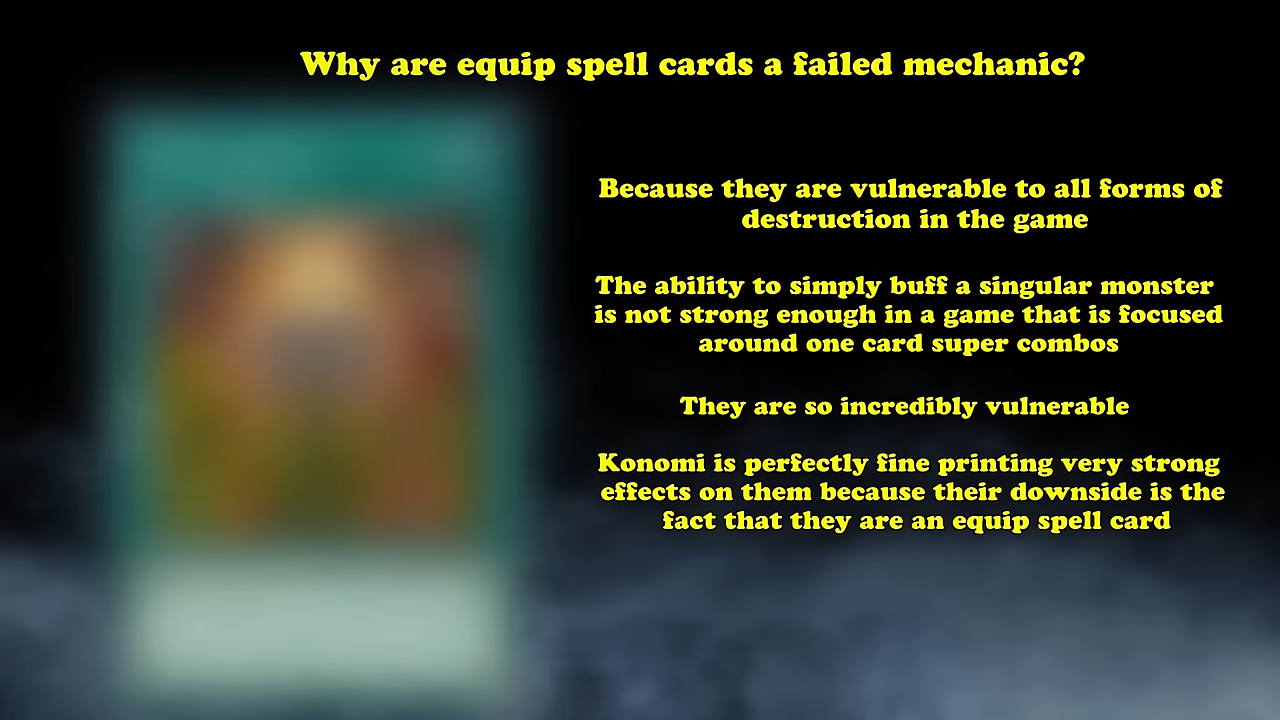 Why are equip spell cards a failed mechanic?
Because they are vulnerable to all forms of
destruction in the game
The ability to simply buff a singular monster
is not strong enough in a game that is focused
around one card super combos
They are so incredibly vulnerable
Konomi is perfectly fine printing very strong
effects on them because their downside is the
fact that they are an equip spell card